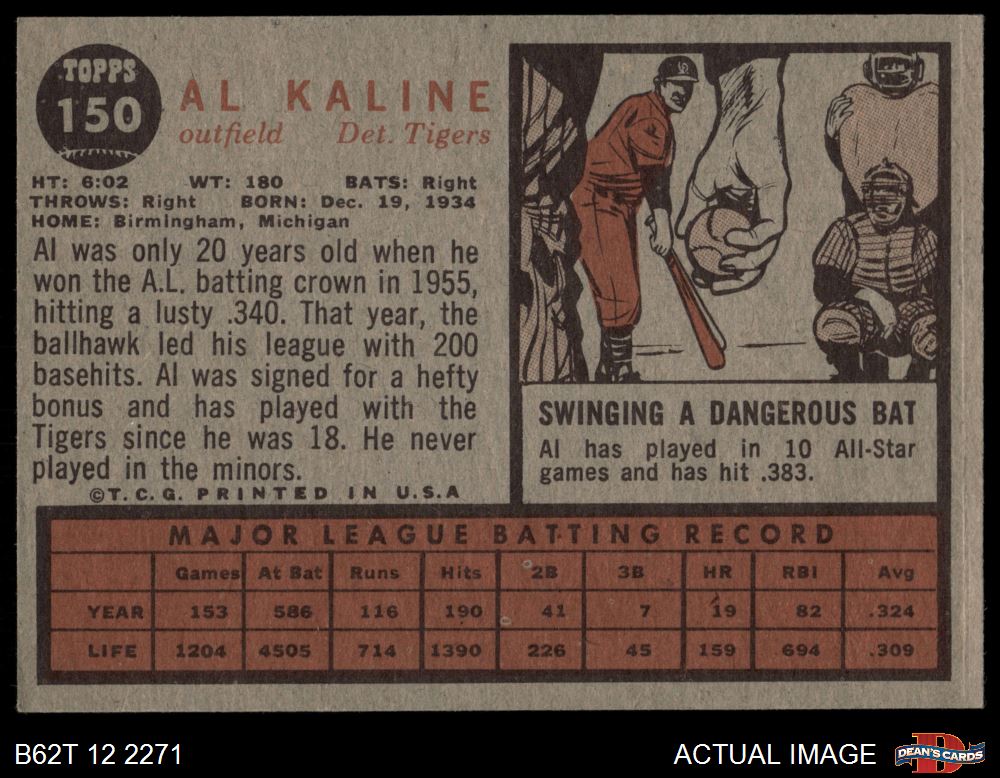 TOPPS
150
AL KALINE
outfield Det. Tigers
HT: 6:02 WT: 180 BATS: Right
THROWS: Right BORN: Dec. 19, 1934
HOME: Birmingham, Michigan
Al was only 20 years old when he
won the A.L. batting crown in 1955,
hitting a lusty .340. That year, the
ballhawk led his league with 200
basehits. Al was signed for a hefty
bonus and has played with the
Tigers since he was 18. He never
played in the minors.
©T.C.G. PRINTED IN U.S.A
SWINGING A DANGEROUS BAT
Al has played in 10 All-Star
games and has hit .383.
MAJOR LEAGUE BATTING RECORD
Games At Bat Runs Hits 2B 3B HR RBI Avg
YEAR 153 586 116 190 41 7 19 82 .324
LIFE 1204 4505 714 1390 226 45 159 694 .309
B62T 12 2271
ACTUAL IMAGE
DEAN'S CARDS